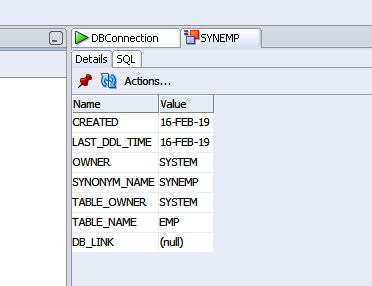 DBConnection SYNEMP
Details SQL
Actions...
Name Value
CREATED 16-FEB-19
LAST_DDL_TIME 16-FEB-19
OWNER SYSTEM
SYNONYM_NAME SYNEMP
TABLE_OWNER SYSTEM
TABLE_NAME EMP
DB_LINK (null)